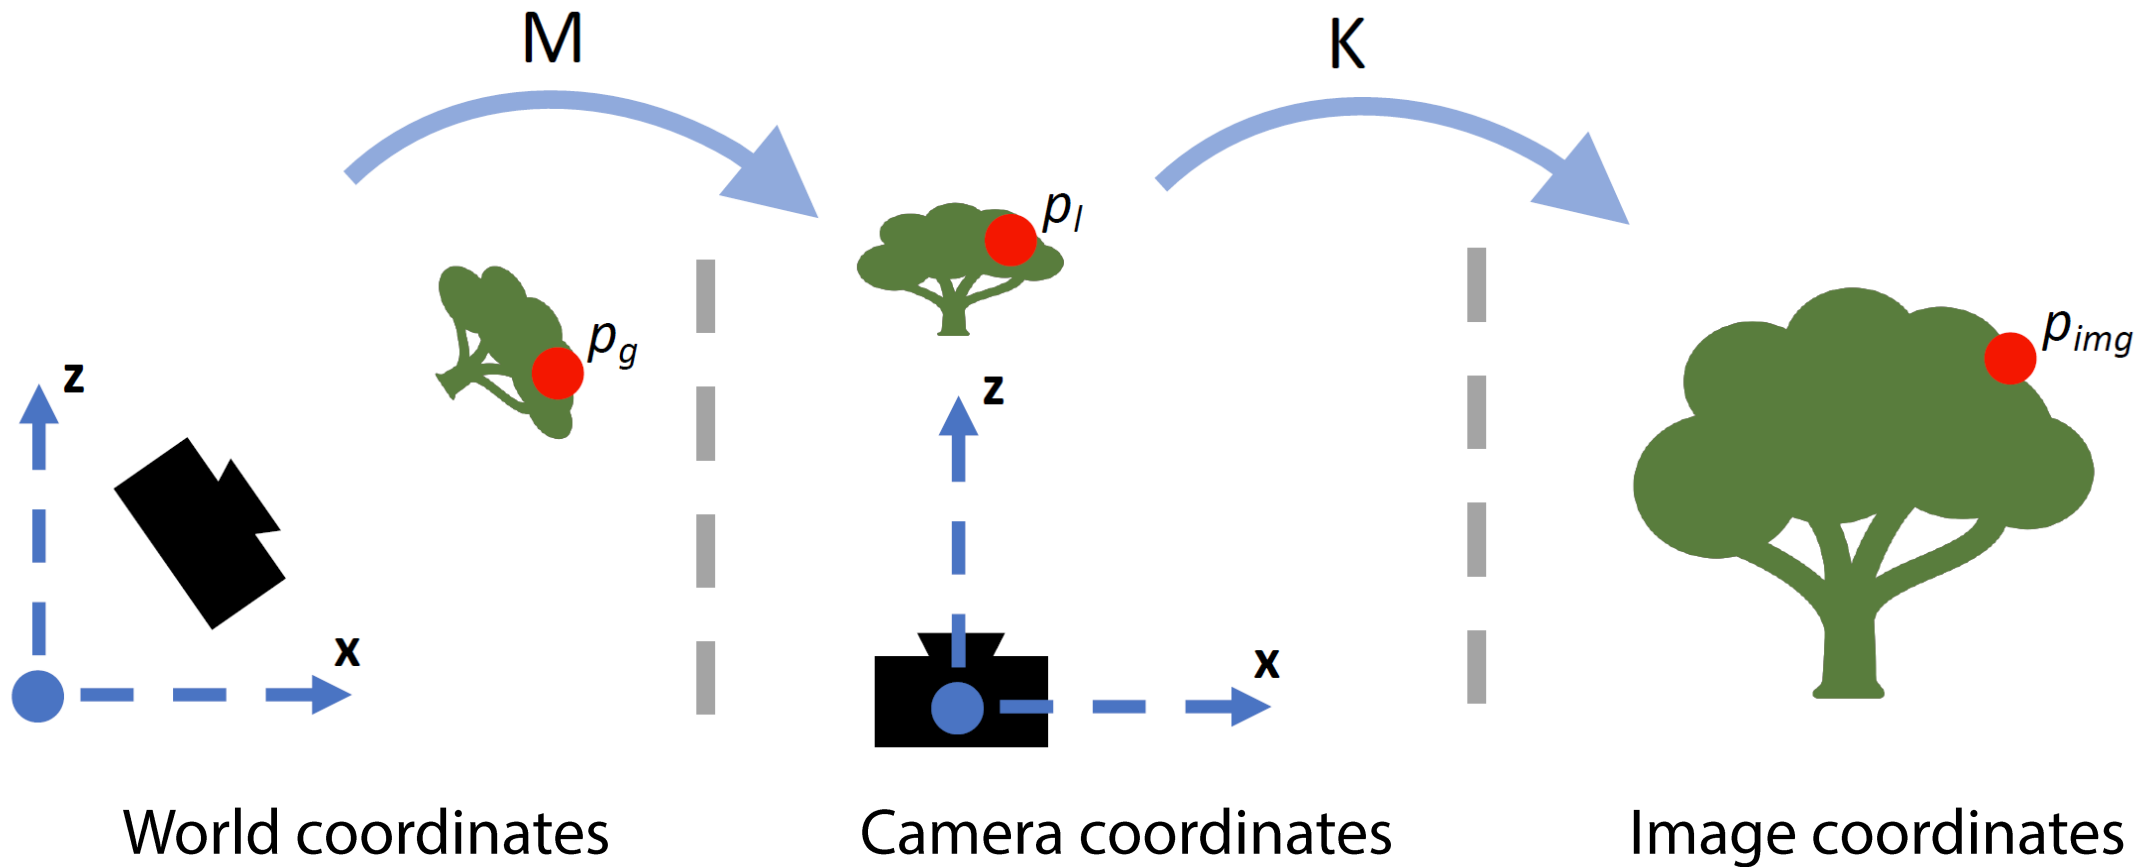 M
K
p_l
p_g
p_img
z
z
x
x
World coordinates
Camera coordinates
Image coordinates